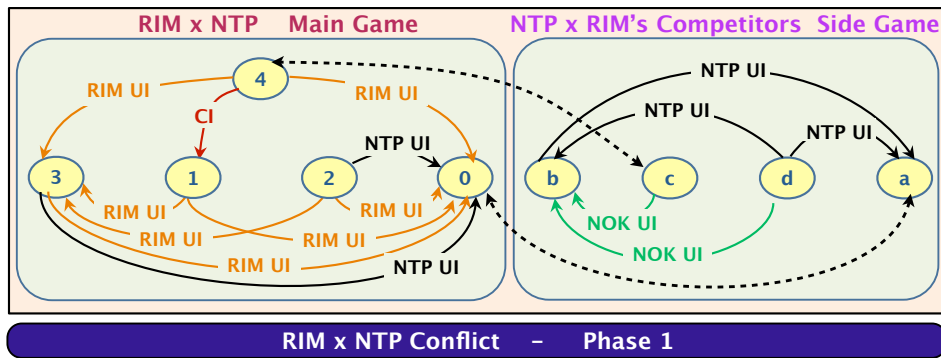 RIM x NTP Main Game
NTP x RIM's Competitors Side Game
4
NTP UI
RIM UI
RIM UI
CI
NTP UI
NTP UI
NTP UI
3
1
2
0
b
c
d
a
RIM UI
RIM UI
NOK UI
RIM UI
RIM UI
NOK UI
RIM UI
NTP UI
RIM x NTP Conflict – Phase 1